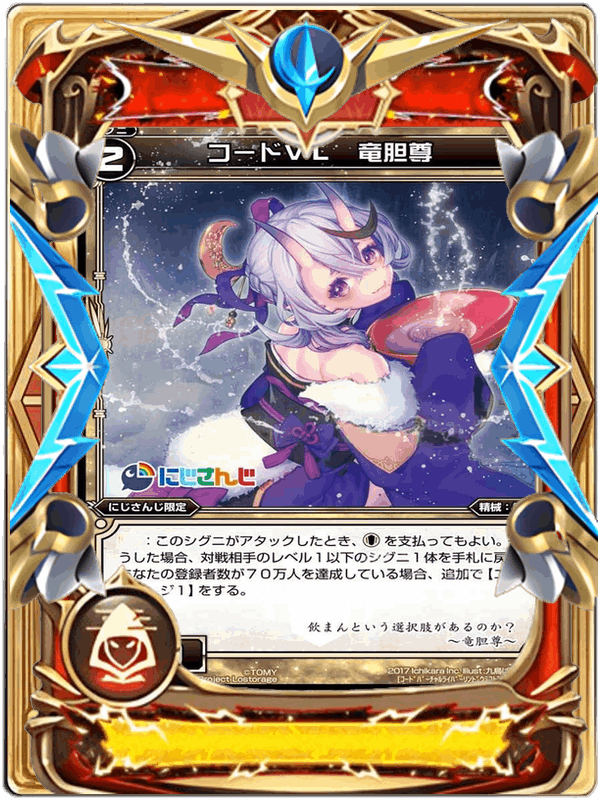 2
コードVL 竜胆尊
にじさんじ
にじさんじ限定
精械:
:このシグニがアタックしたとき、 を支払ってもよい。
うした場合、対戦相手のレベル1以下のシグニ1体を手札に戻
なたの登録者数が70万人を達成している場合、追加で【エ
ジ1】をする。
飲まんという選択肢があるのか?
~竜胆尊~
©TOMY
2017 Ichikara Inc. Illust:九鳥
Project Lostorage